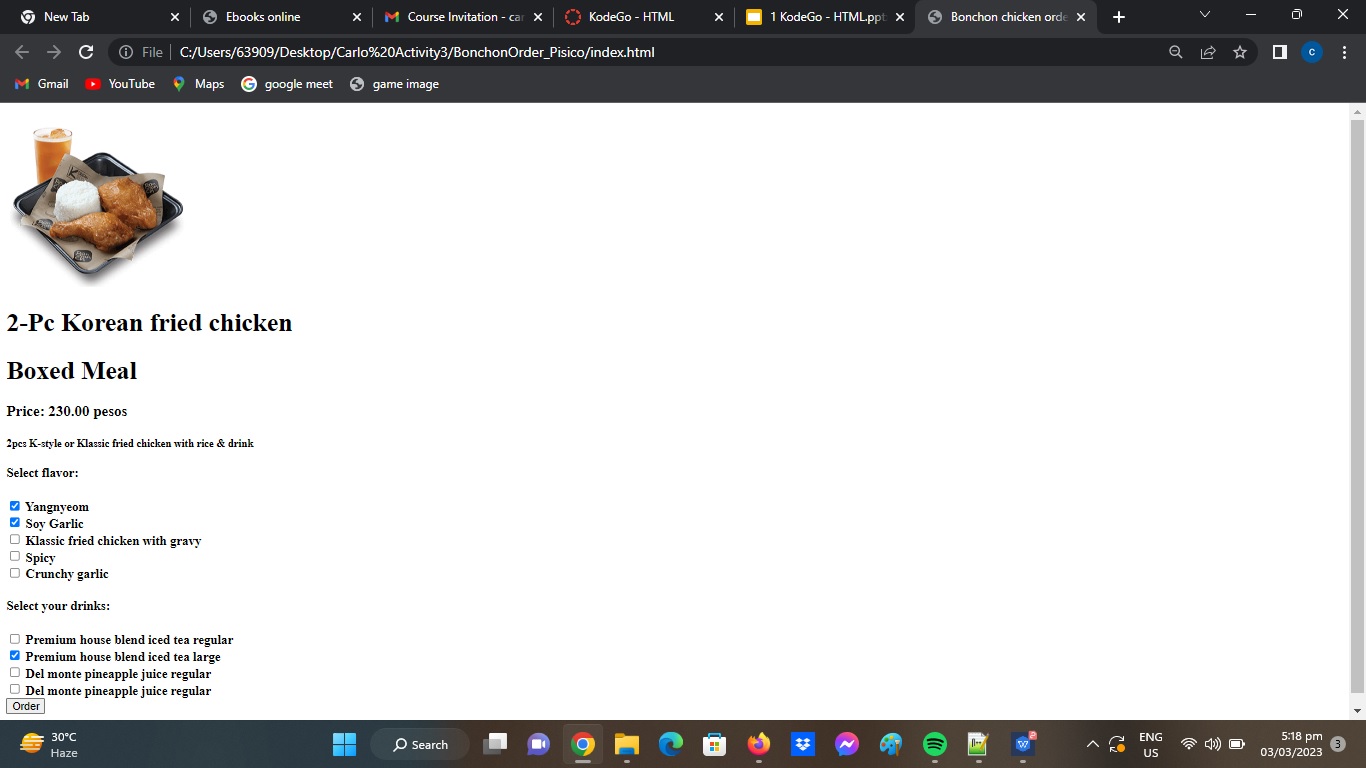 New Tab
Ebooks online
Course Invitation - car
KodeGo - HTML
1 KodeGo - HTML.ppt
Bonchon chicken orde
File
C:/Users/63909/Desktop/Carlo%20Activity3/BonchonOrder_Pisico/index.html
c
Gmail
YouTube
Maps
google meet
game image
2-Pc Korean fried chicken
Boxed Meal
Price: 230.00 pesos
2pcs K-style or Klassic fried chicken with rice & drink
Select flavor:
Yangnyeom
Soy Garlic
Klassic fried chicken with gravy
Spicy
Crunchy garlic
Select your drinks:
Premium house blend iced tea regular
Premium house blend iced tea large
Del monte pineapple juice regular
Del monte pineapple juice regular
Order
30°C
Haze
Search
ENG
US
5:18 pm
03/03/2023
3